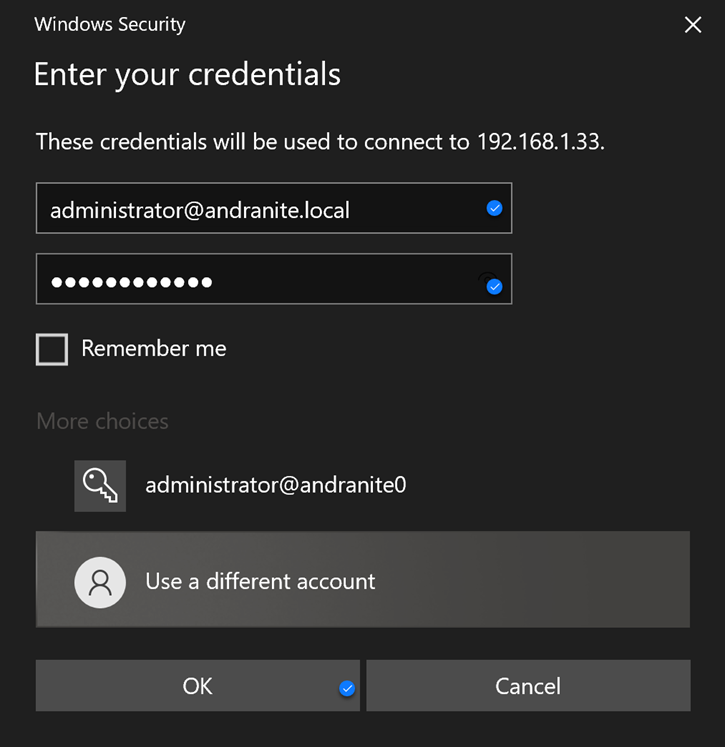 Windows Security
Enter your credentials
These credentials will be used to connect to 192.168.1.33.
administrator@andranite.local
••••••••••••
Remember me
More choices
administrator@andranite0
Use a different account
OK
Cancel